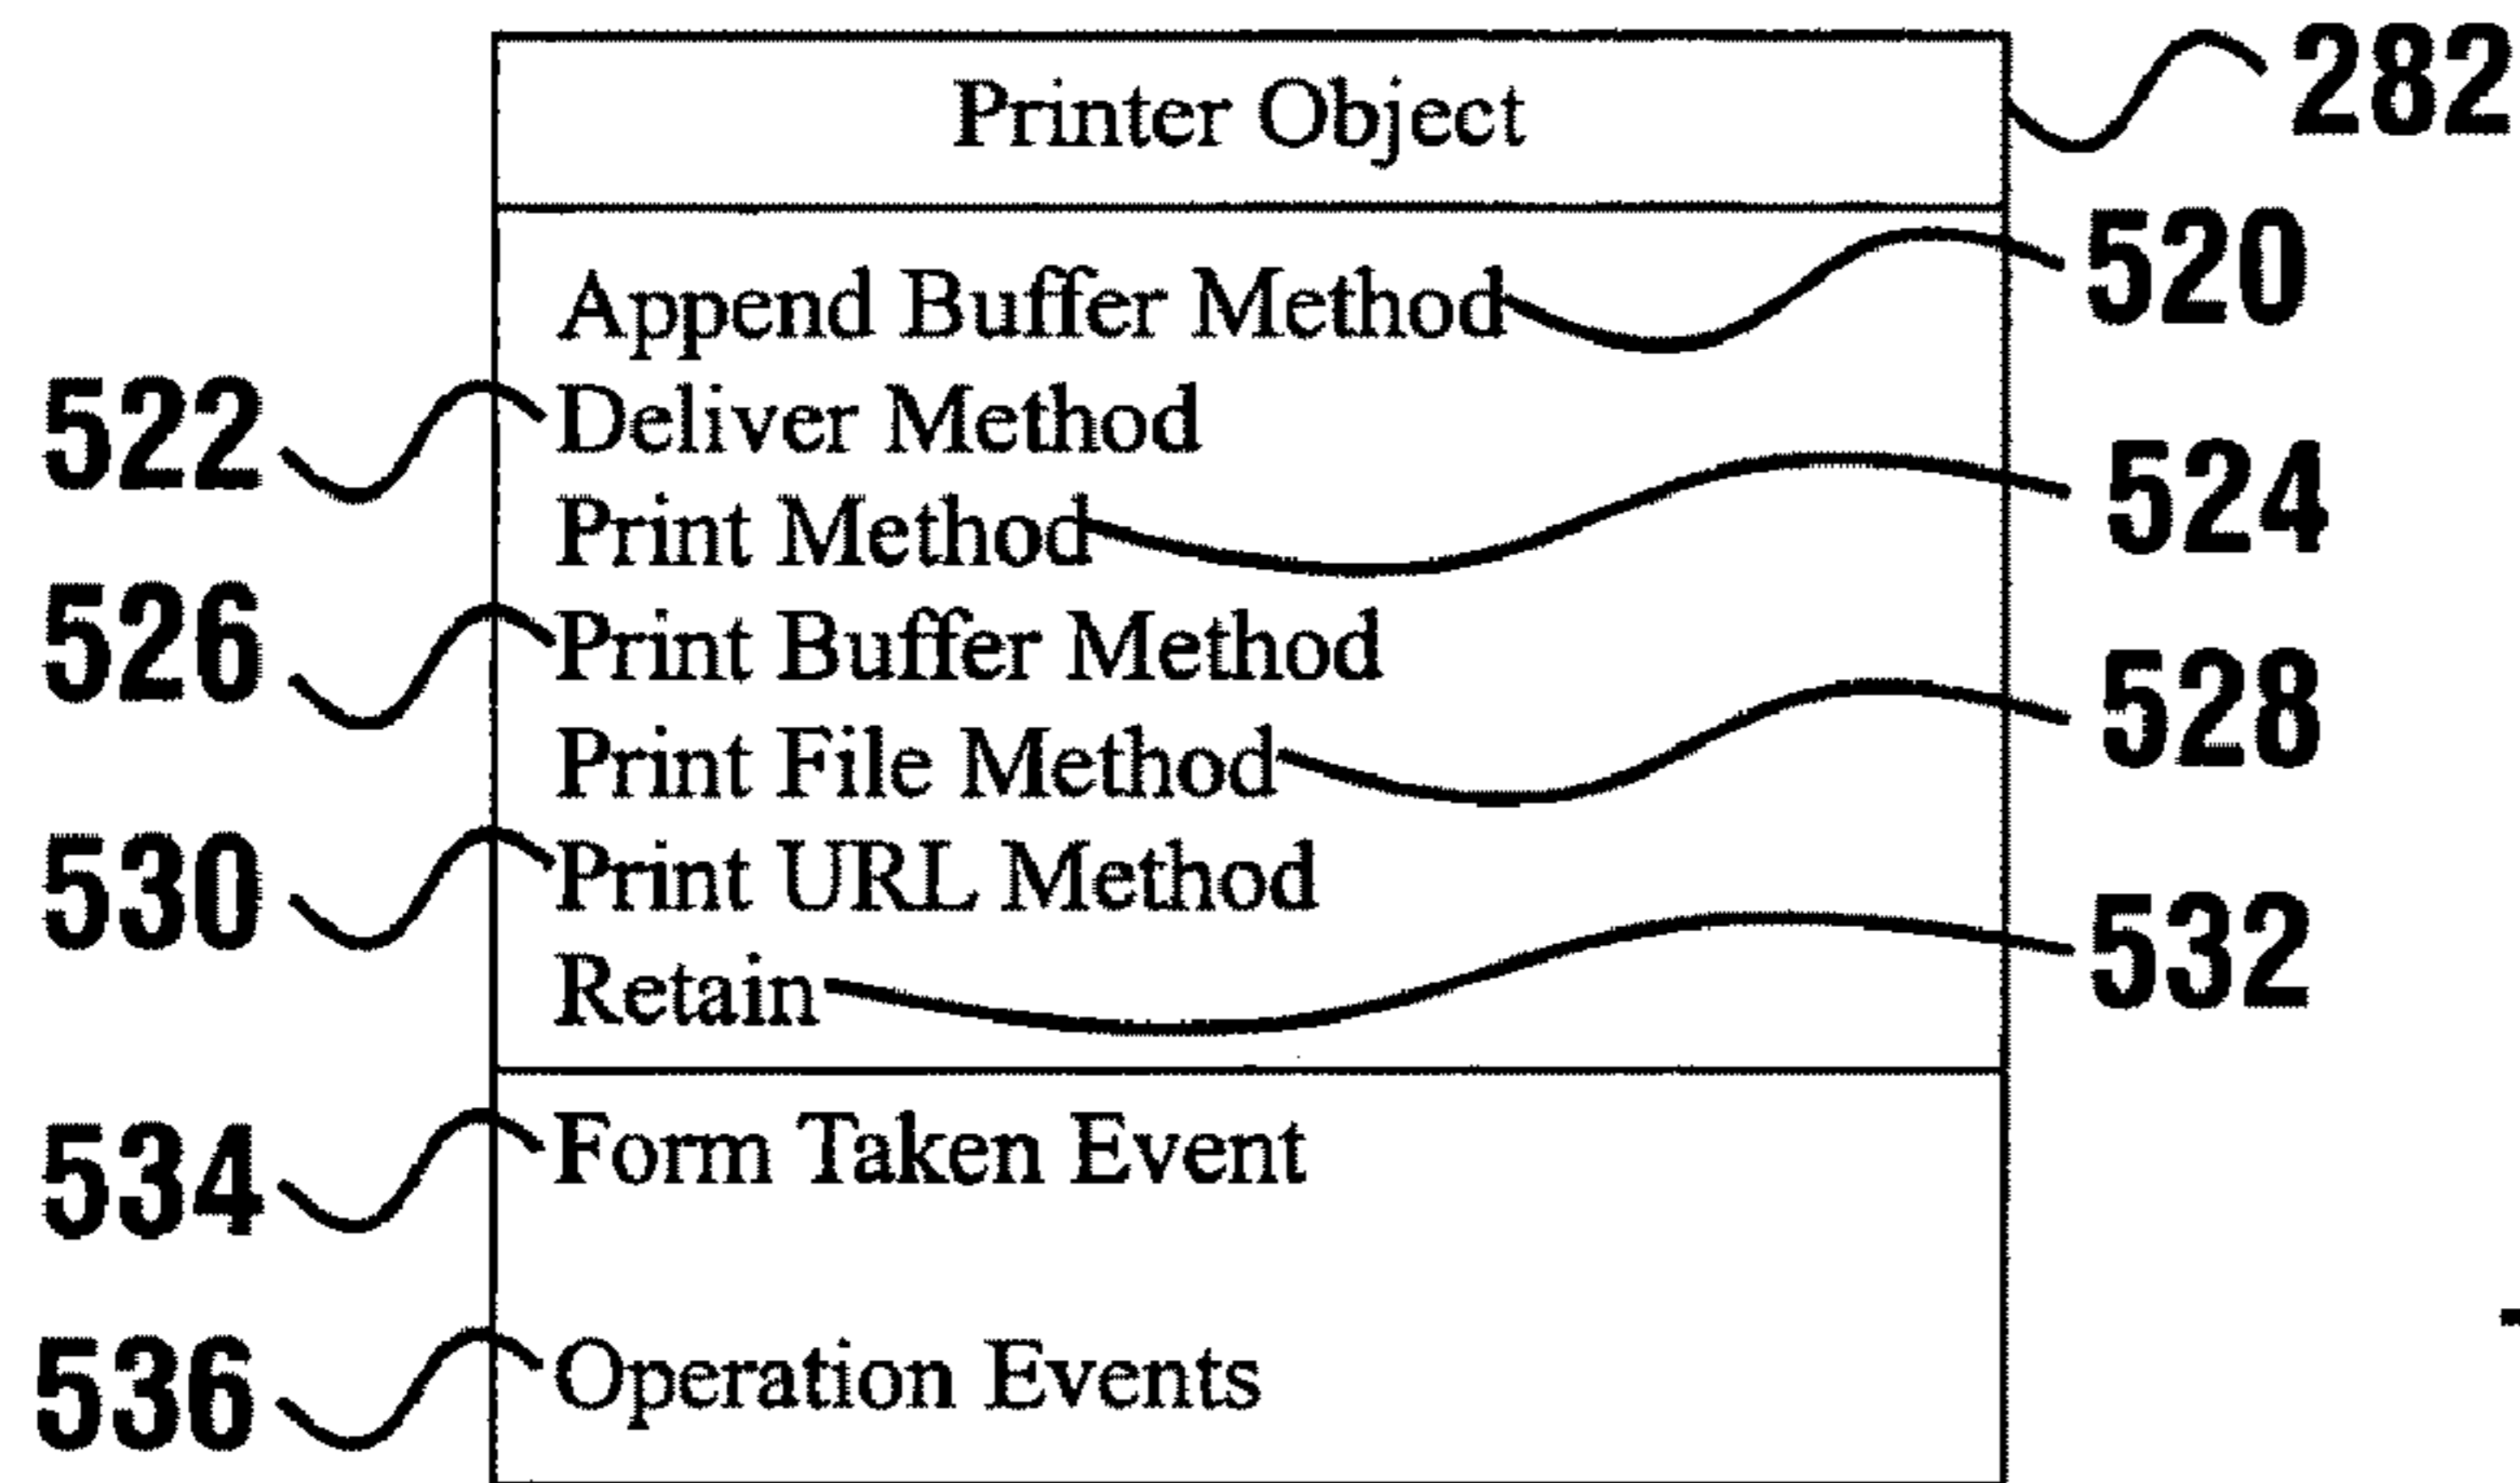 Printer Object 282
Append Buffer Method 520
522 Deliver Method
Print Method 524
526 Print Buffer Method
Print File Method 528
530 Print URL Method
Retain 532
534 Form Taken Event
536 Operation Events